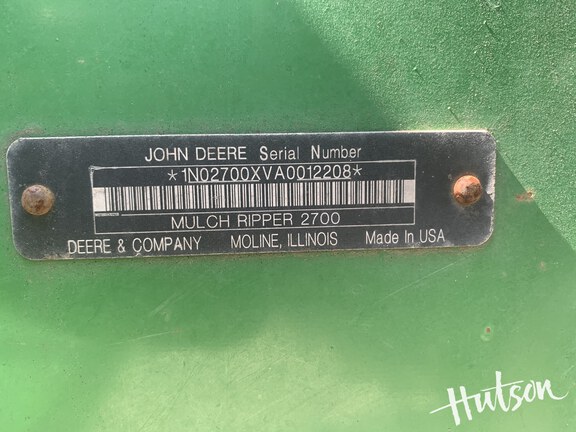 JOHN DEERE Serial Number
*1N02700XVA0012208*
MULCH RIPPER 2700
DEERE & COMPANY MOLINE, ILLINOIS Made In USA
Hutson